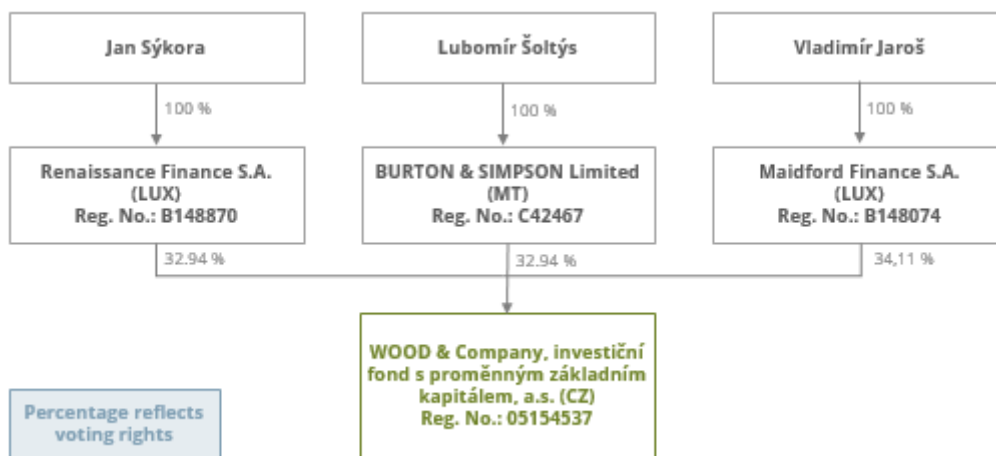 Jan Sýkora
Lubomír Šoltýs
Vladimír Jaroš
100 %
100 %
100 %
Renaissance Finance S.A.
(LUX)
Reg. No.: B148870
BURTON & SIMPSON Limited
(MT)
Reg. No.: C42467
Maidford Finance S.A.
(LUX)
Reg. No.: B148074
32.94 %
32.94 %
34,11 %
WOOD & Company, investiční
fond s proměnným základním
kapitálem, a.s. (CZ)
Reg. No.: 05154537
Percentage reflects
voting rights